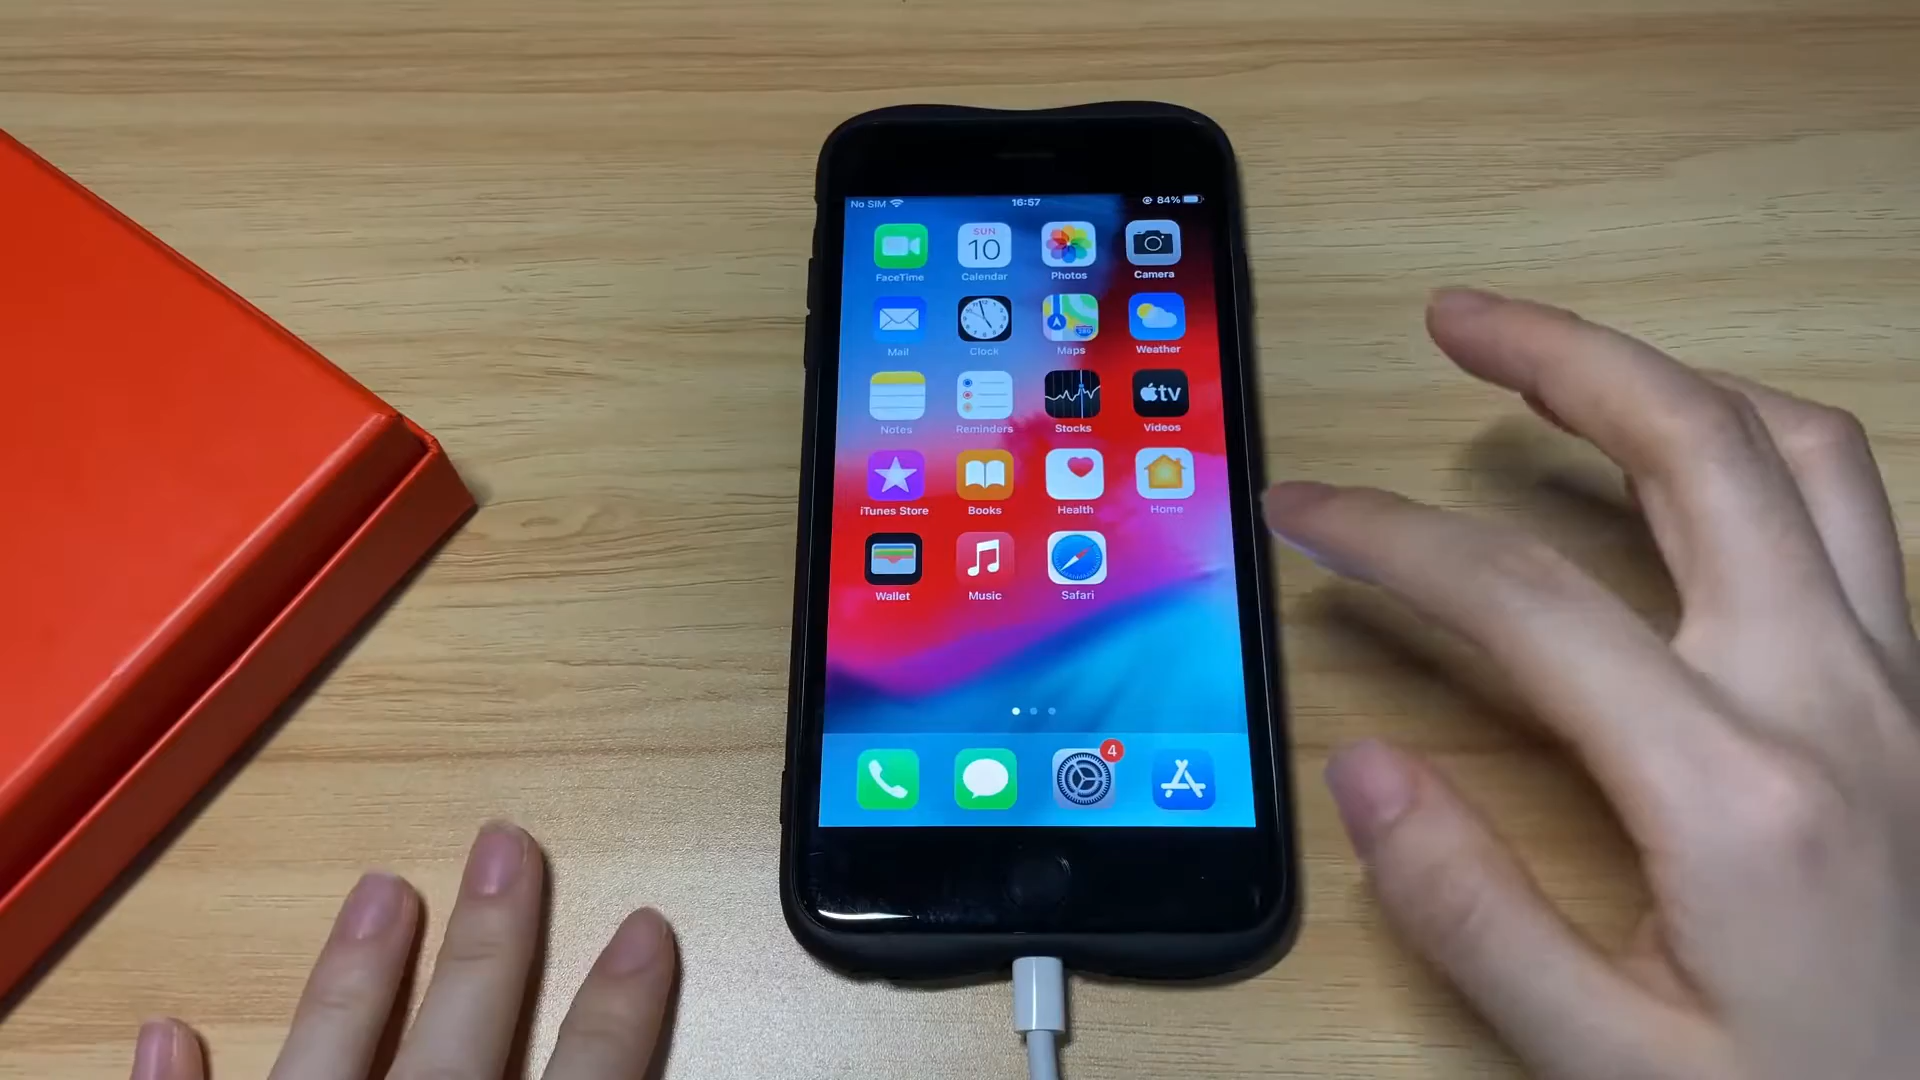 No SIM 16:57 84%
SUN
10
FaceTime Calendar Photos Camera
280
Mail Clock Maps Weather
tv
Notes Reminders Stocks Videos
iTunes Store Books Health Home
Wallet Music Safari
4